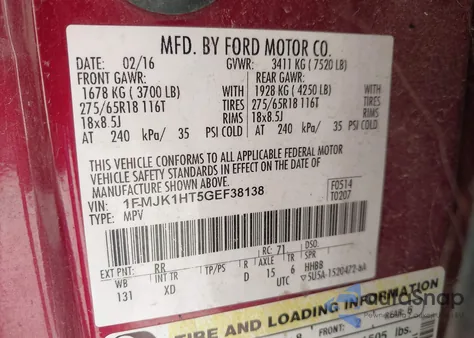 MFD. BY FORD MOTOR CO.
DATE: 02/16 GVWR: 3411 KG (7520 LB)
FRONT GAWR: REAR GAWR:
1678 KG (3700 LB) WITH 1928 KG (4250 LB) WITH
275/65R18 116T TIRES 275/65R18 116T TIRES
18x8.5J RIMS 18x8.5J RIMS
AT 240 kPa/ 35 PSI COLD AT 240 kPa/ 35 PSI COLD
THIS VEHICLE CONFORMS TO ALL APPLICABLE FEDERAL MOTOR
VEHICLE SAFETY STANDARDS IN EFFECT ON THE DATE OF
MANUFACTURE SHOWN ABOVE.
VIN: 1FMJK1HT5GEF38138 F0514
TYPE: MPV T0207
EXT PNT: RR RC: 71 DSO:
WB INT TR TP/PS R AXLE TR SPR
131 XD D 15 6 HHBB
UTC
autosnap
TIRE AND LOADING INFORMATION
FRONT: REAR
lbs.